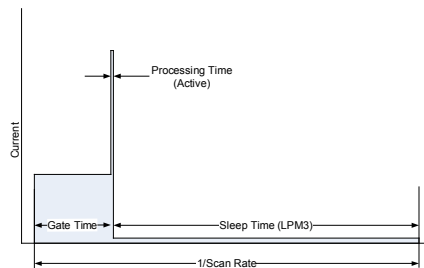 Processing Time
(Active)
Current
Gate Time
Sleep Time (LPM3)
1/Scan Rate